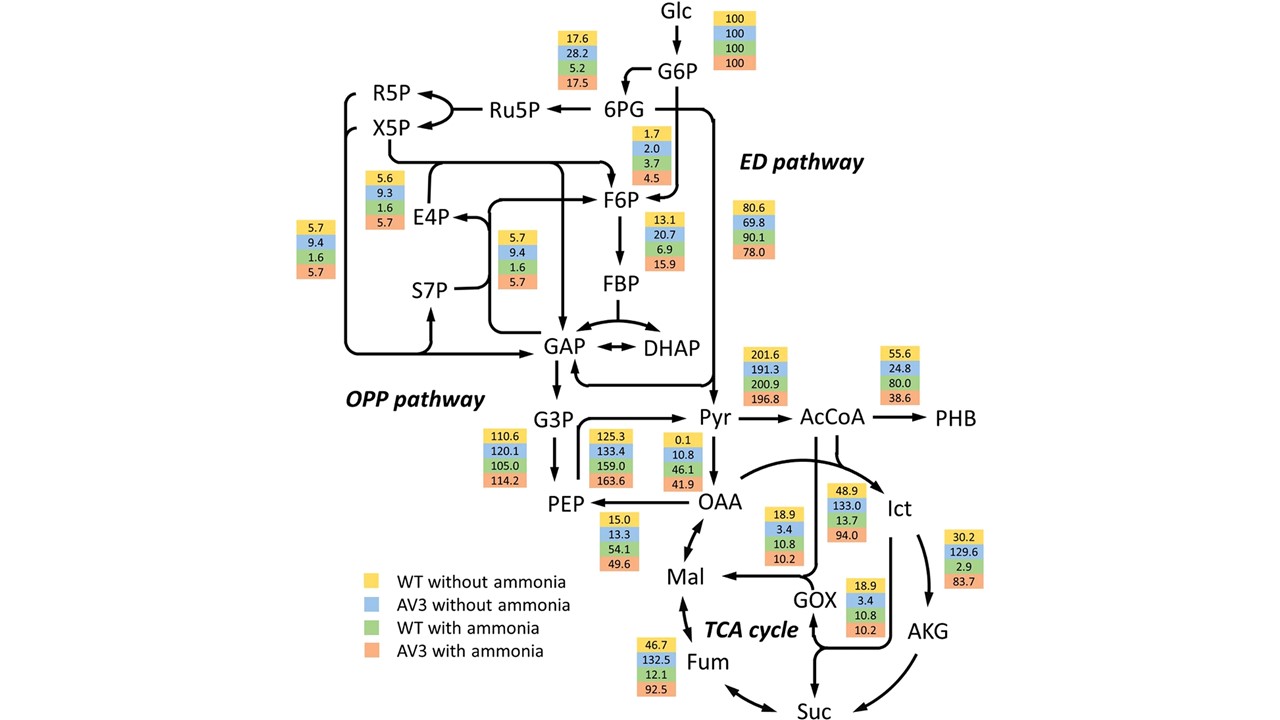 Glc
100
100
100
100
17.6
28.2
5.2
17.5
G6P
R5P
Ru5P
6PG
X5P
1.7
2.0
3.7
4.5
ED pathway
5.6
9.3
1.6
5.7
E4P
F6P
80.6
69.8
90.1
78.0
5.7
9.4
1.6
5.7
5.7
9.4
1.6
5.7
13.1
20.7
6.9
15.9
S7P
FBP
GAP
DHAP
OPP pathway
201.6
191.3
200.9
196.8
55.6
24.8
80.0
38.6
G3P
Pyr
AcCoA
PHB
110.6
120.1
105.0
114.2
125.3
133.4
159.0
163.6
0.1
10.8
46.1
41.9
PEP
OAA
48.9
133.0
13.7
94.0
Ict
15.0
13.3
54.1
49.6
18.9
3.4
10.8
10.2
30.2
129.6
2.9
83.7
Mal
GOX
18.9
3.4
10.8
10.2
TCA cycle
AKG
WT without ammonia
AV3 without ammonia
WT with ammonia
AV3 with ammonia
46.7
132.5
12.1
92.5
Fum
Suc